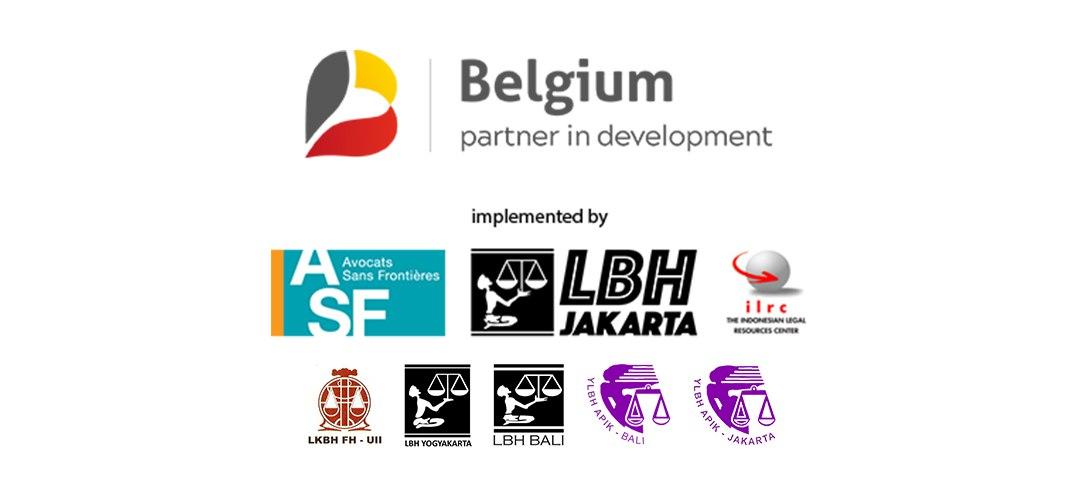 Belgium
partner in development
implemented by
ASF
Avocats
Sans Frontières
LBH
JAKARTA
ilrc
THE INDONESIAN LEGAL
RESOURCES CENTER
LKBH FH - UII
LBH YOGYAKARTA
LBH BALI
YLBH APIK - BALI
YLBH APIK - JAKARTA